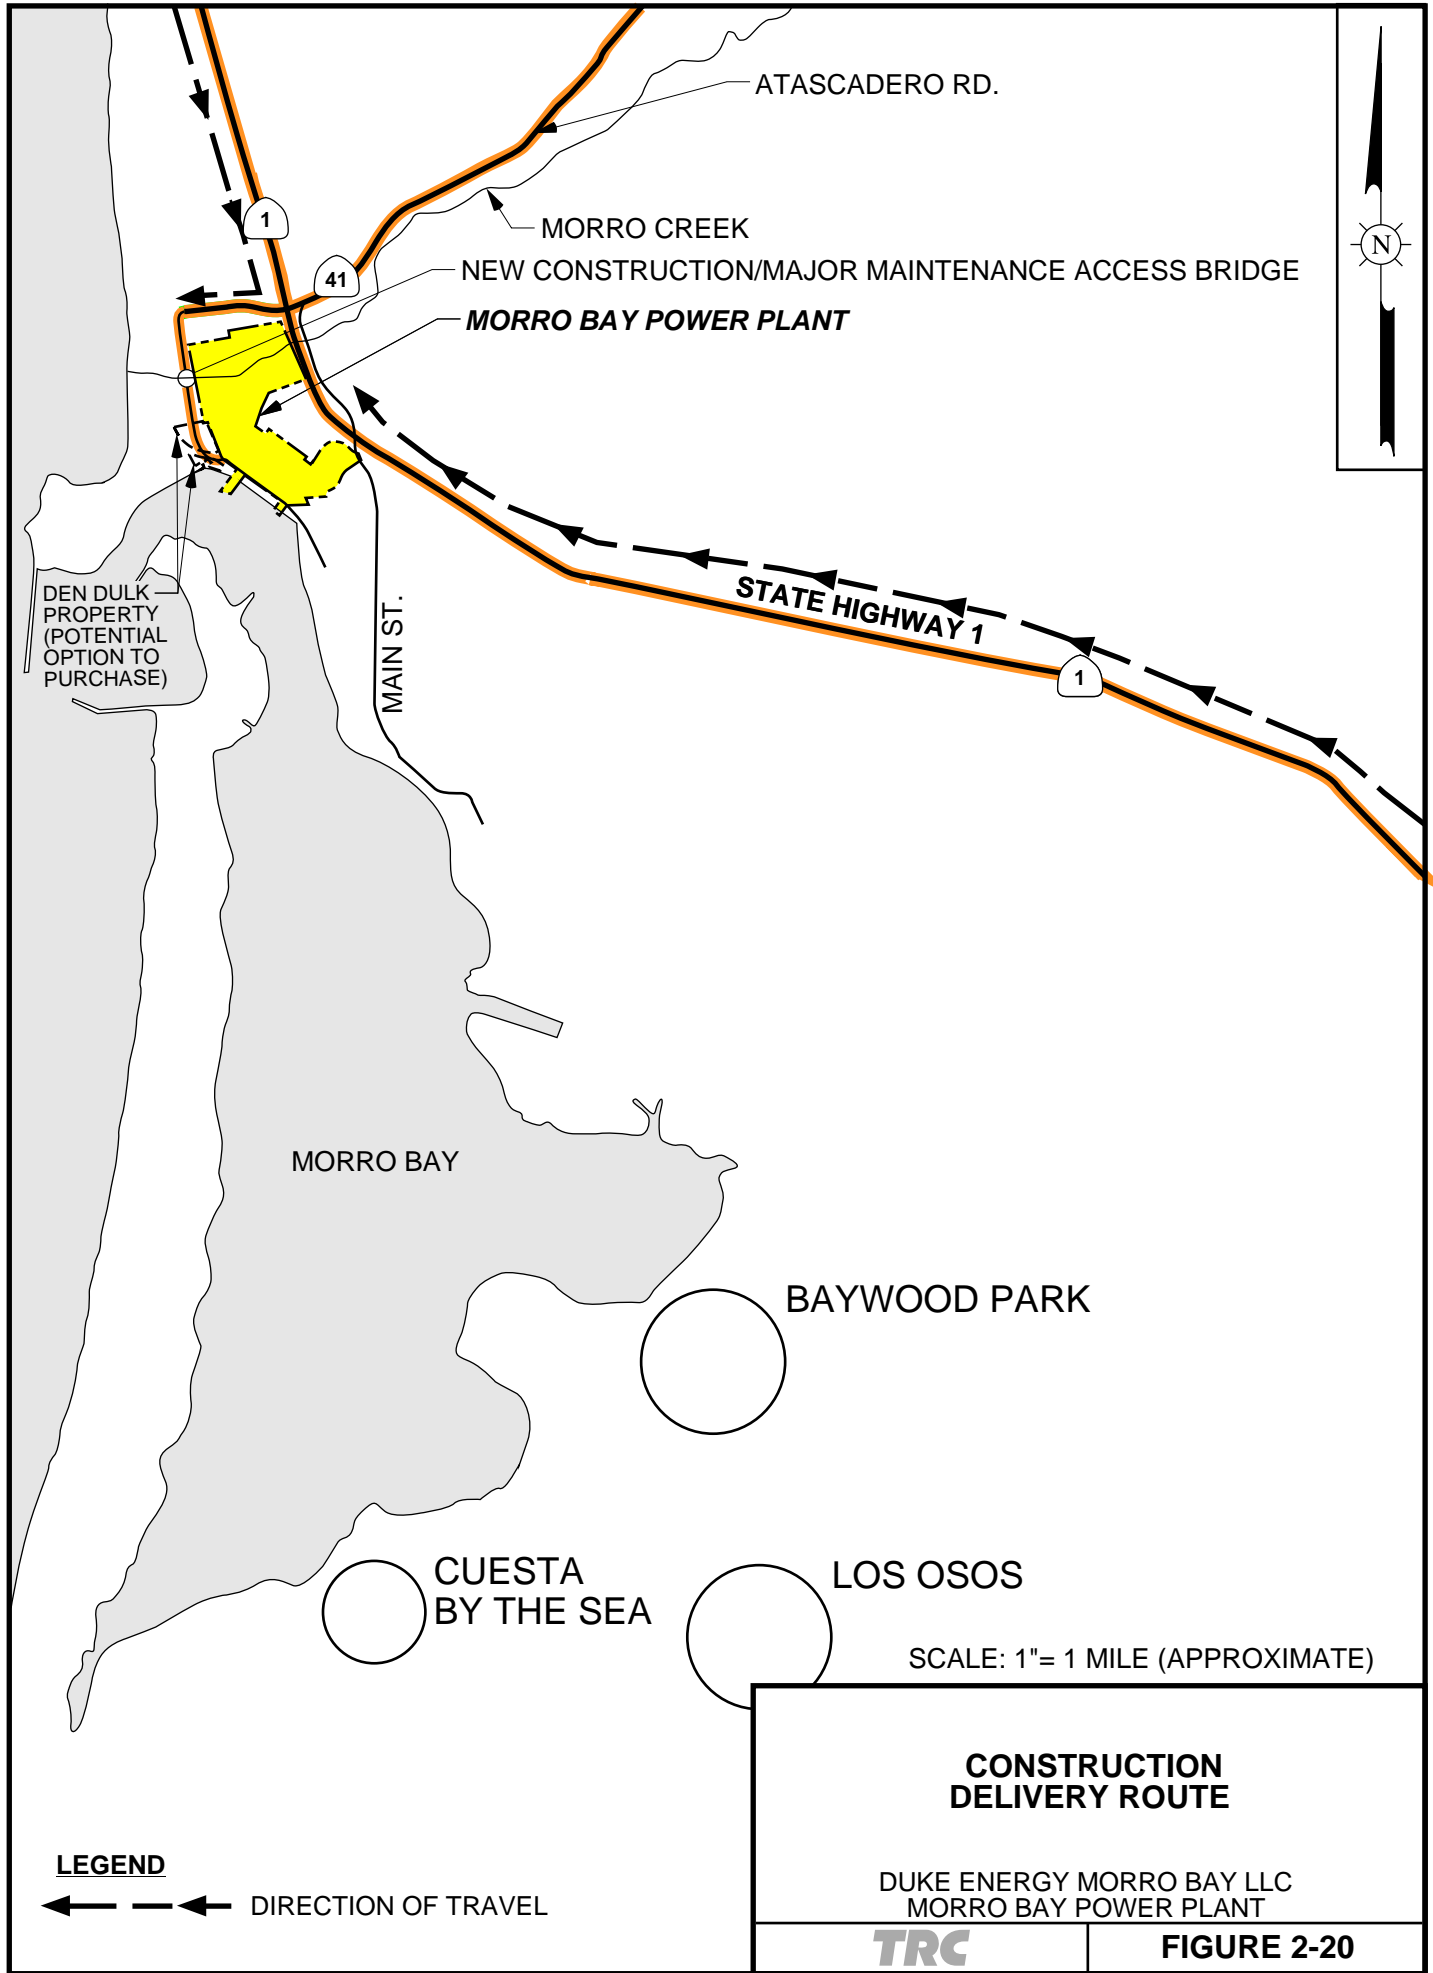 ATASCADERO RD.
1
MORRO CREEK
N
41
NEW CONSTRUCTION/MAJOR MAINTENANCE ACCESS BRIDGE
MORRO BAY POWER PLANT
DEN DULK
PROPERTY
(POTENTIAL
OPTION TO
PURCHASE)
MAIN ST.
STATE HIGHWAY 1
1
MORRO BAY
BAYWOOD PARK
CUESTA
BY THE SEA
LOS OSOS
SCALE: 1"= 1 MILE (APPROXIMATE)
CONSTRUCTION
DELIVERY ROUTE
LEGEND
DIRECTION OF TRAVEL
DUKE ENERGY MORRO BAY LLC
MORRO BAY POWER PLANT
TRC
FIGURE 2-20